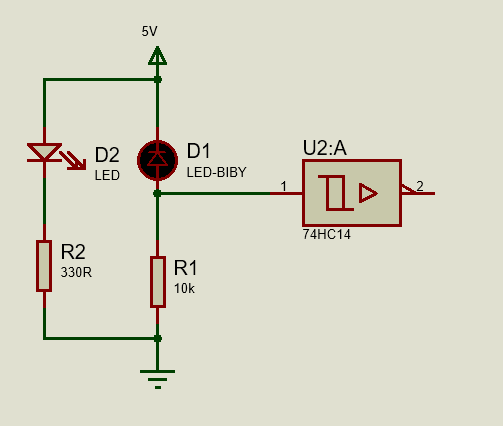 5V
D2
LED
D1
LED-BIBY
U2:A
1
2
74HC14
R2
330R
R1
10k